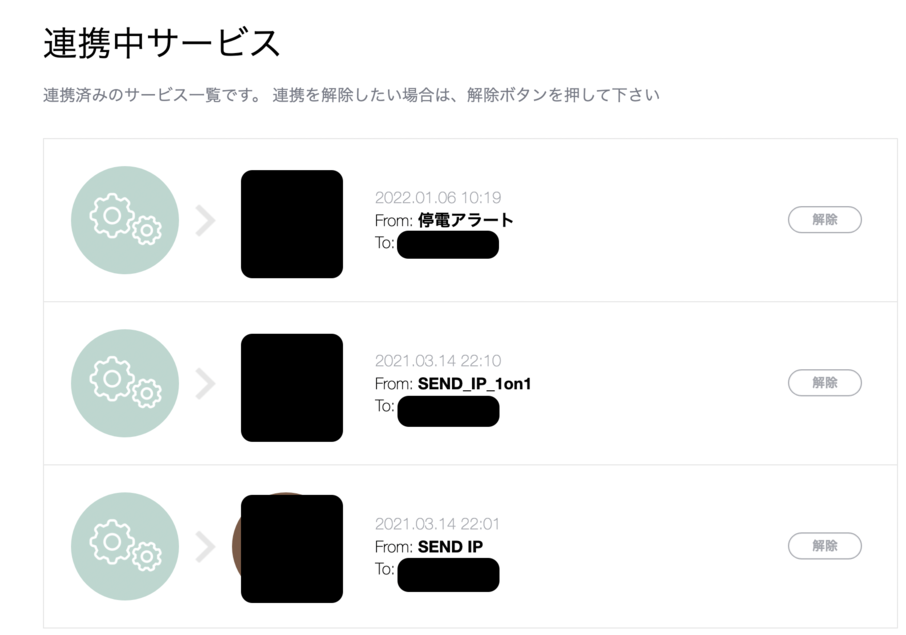 連携中サービス
連携済みのサービス一覧です。 連携を解除したい場合は、解除ボタンを押して下さい
2022.01.06 10:19
From: 停電アラート
To:
解除
2021.03.14 22:10
From: SEND_IP_1on1
To:
解除
2021.03.14 22:01
From: SEND IP
To:
解除